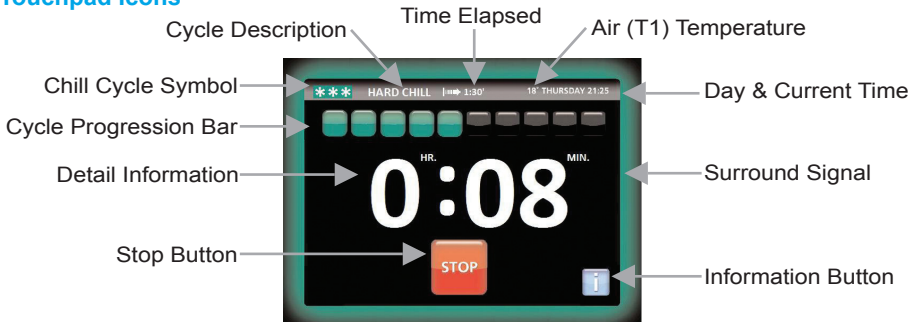 Touchpad Icons
Time Elapsed
Cycle Description
Air (T1) Temperature
Chill Cycle Symbol
*** HARD CHILL 1:30' 18° THURSDAY 21:25
Day & Current Time
Cycle Progression Bar
Detail Information
HR. MIN.
0:08
Surround Signal
Stop Button
STOP
i
Information Button